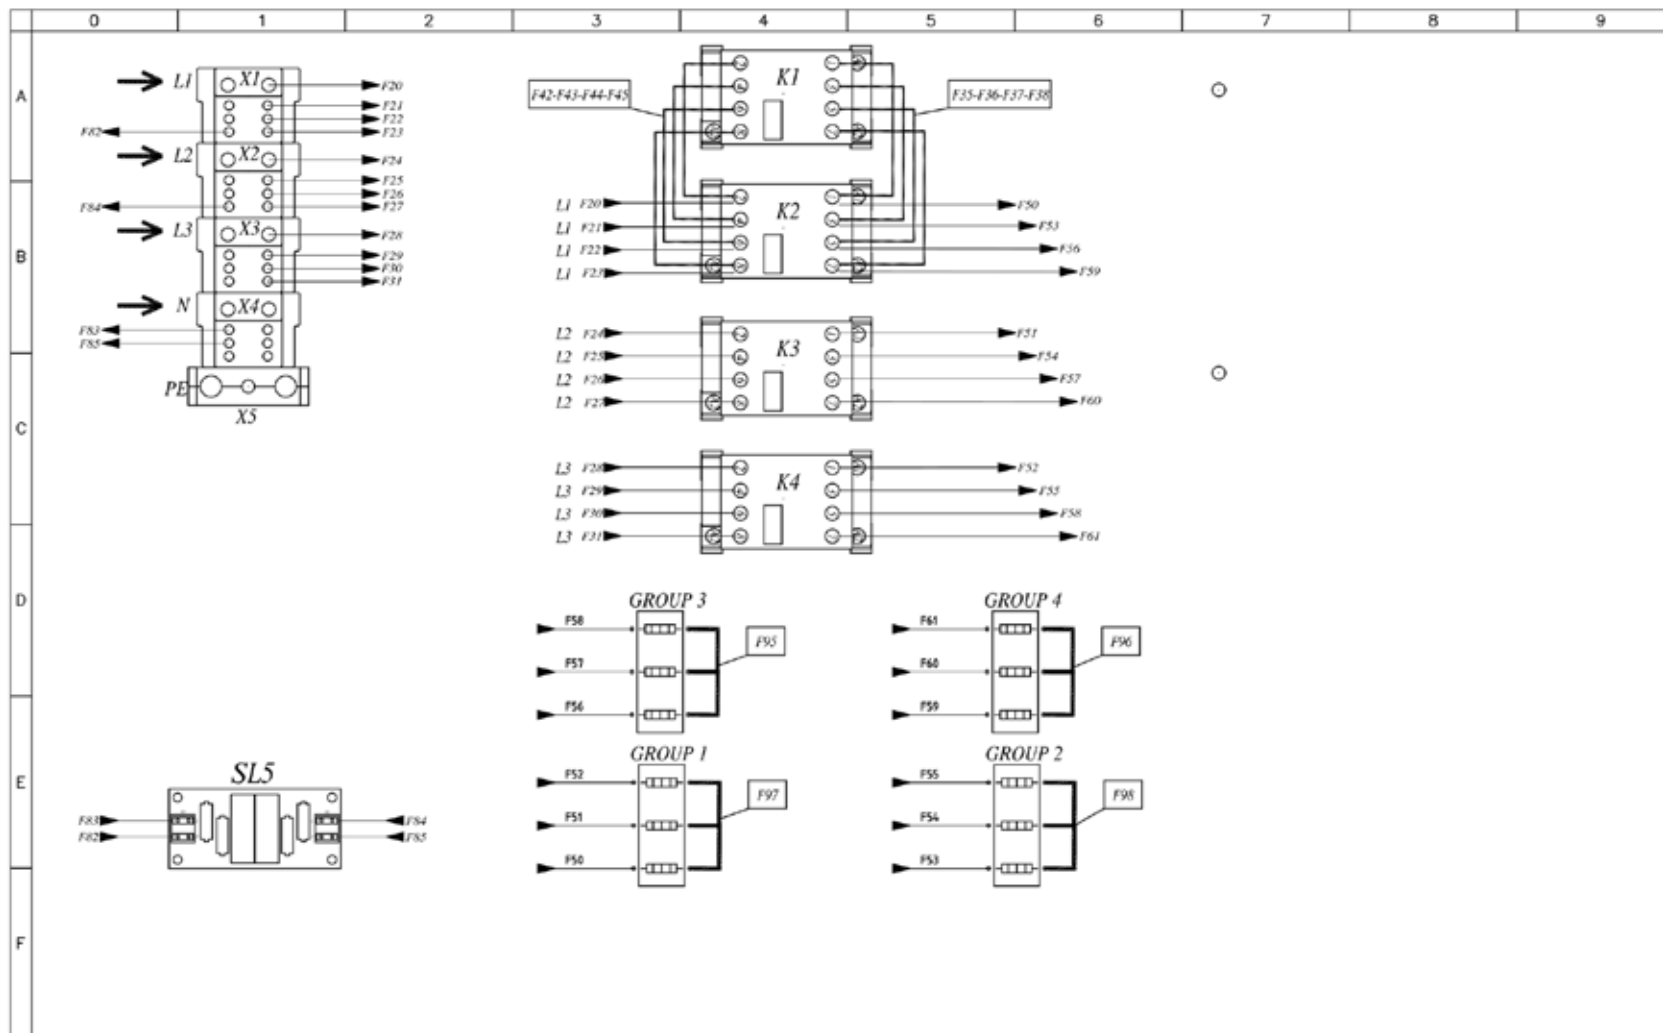 0 1 2 3 4 5 6 7 8 9
A
B
C
D
E
F
L1 X1 F20
F21
F22
F82 F23
L2 X2 F24
F25
F26
F84 F27
L3 X3 F28
F29
F30
F31
N X4
F83
F85
PE
X5
K1
F42-F43-F44-F45
F35-F36-F37-F38
K2
L1 F20 F50
L1 F21 F53
L1 F22 F56
L1 F23 F59
K3
L2 F24 F51
L2 F25 F54
L2 F26 F57
L2 F27 F60
K4
L3 F28 F52
L3 F29 F55
L3 F30 F58
L3 F31 F61
GROUP 3
F58
F57
F56
F95
GROUP 4
F61
F60
F59
F96
GROUP 1
F52
F51
F50
F97
GROUP 2
F55
F54
F53
F98
SL5
F83 F84
F82 F85